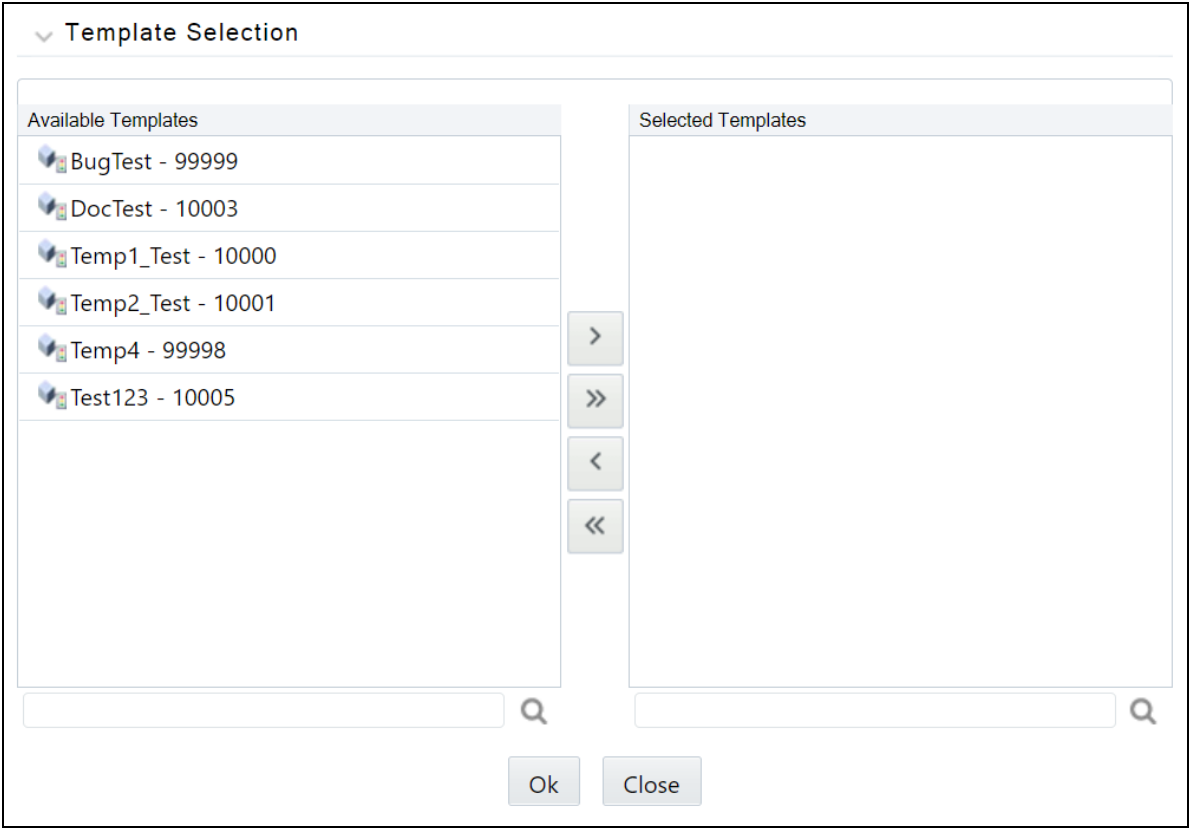 Template Selection
Available Templates
BugTest - 99999
DocTest - 10003
Temp1_Test - 10000
Temp2_Test - 10001
Temp4 - 99998
Test123 - 10005
Selected Templates
Ok
Close